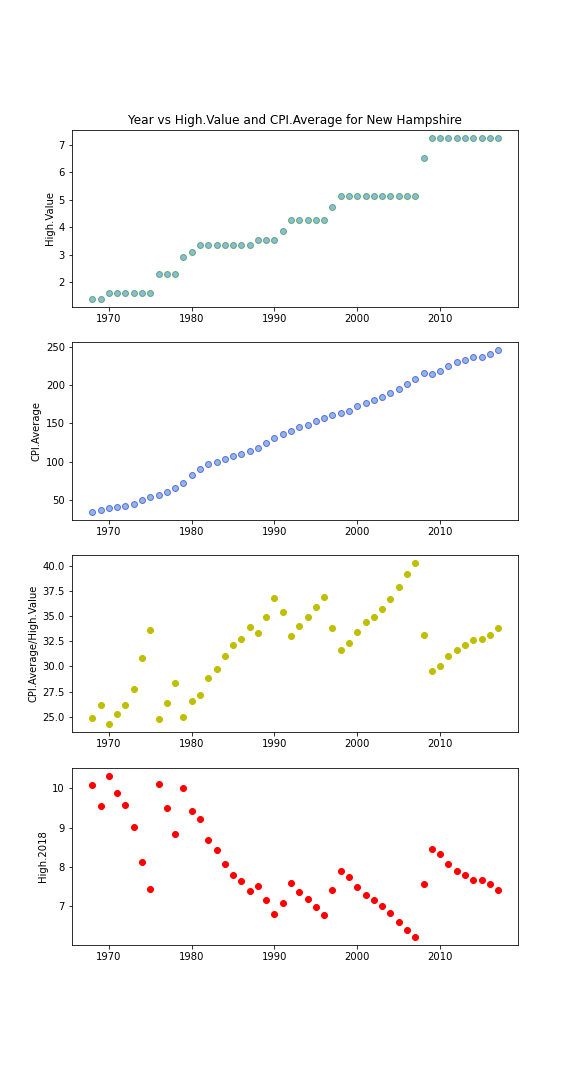 Year vs High.Value and CPI.Average for New Hampshire
High.Value
7
6
5
4
3
2
1970 1980 1990 2000 2010
CPI.Average
250
200
150
100
50
1970 1980 1990 2000 2010
CPI.Average/High.Value
40.0
37.5
35.0
32.5
30.0
27.5
25.0
1970 1980 1990 2000 2010
High.2018
10
9
8
7
1970 1980 1990 2000 2010